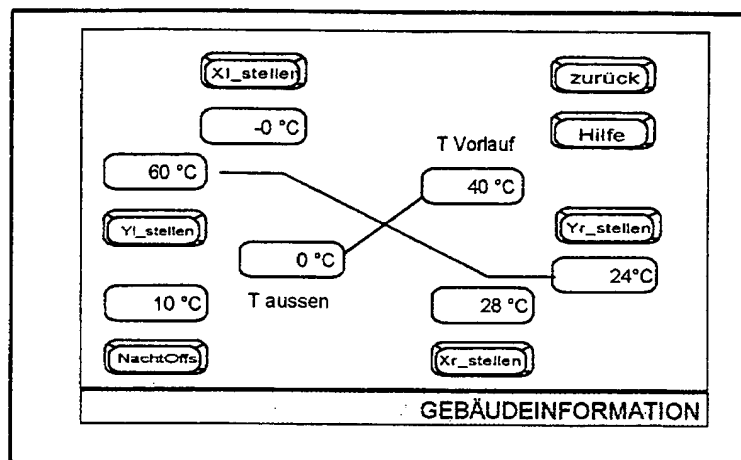 Xl_stellen
zurück
-0 °C
Hilfe
T Vorlauf
60 °C
40 °C
Yl_stellen
Yr_stellen
0 °C
24°C
T aussen
10 °C
28 °C
NachtOffs
Xr_stellen
GEBÄUDEINFORMATION